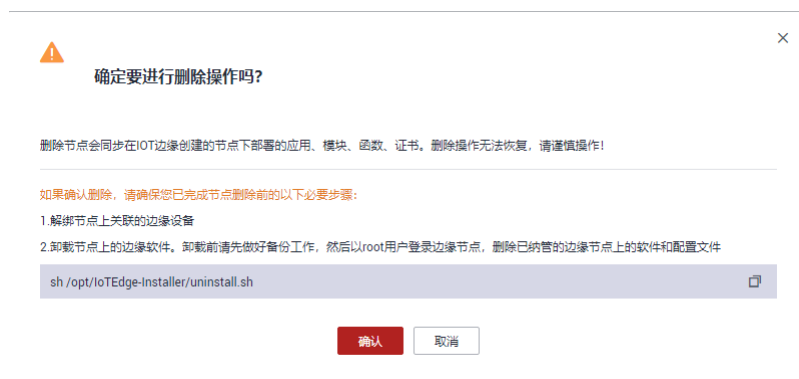 确定要进行删除操作吗?
删除节点会同步在IOT边缘创建的节点下部署的应用、模块、函数、证书。删除操作无法恢复，请谨慎操作!
如果确认删除，请确保您已完成节点删除前的以下必要步骤：
1.解绑节点上关联的边缘设备
2.卸载节点上的边缘软件。卸载前请先做好备份工作，然后以root用户登录边缘节点，删除已纳管的边缘节点上的软件和配置文件
sh /opt/IoTEdge-Installer/uninstall.sh
确认
取消